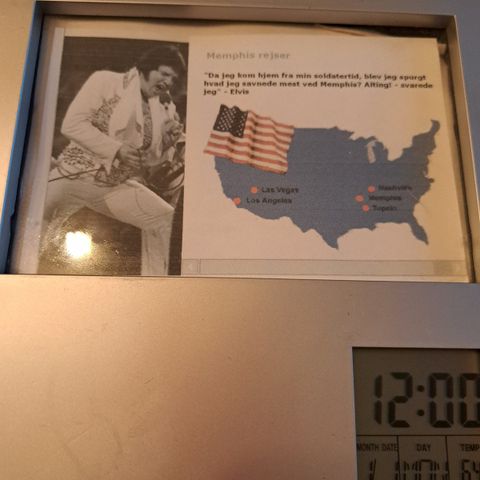 Memphis rejser
"Da jeg kom hjem fra min soldatertid, blev jeg spurgt
hvad jeg savnede mest ved Memphis? Alting! - svarede
jeg" - Elvis
Las Vegas
Los Angeles
Nashville
Memphis
Tupelo
12:00
MONTH DATE DAY TEMP